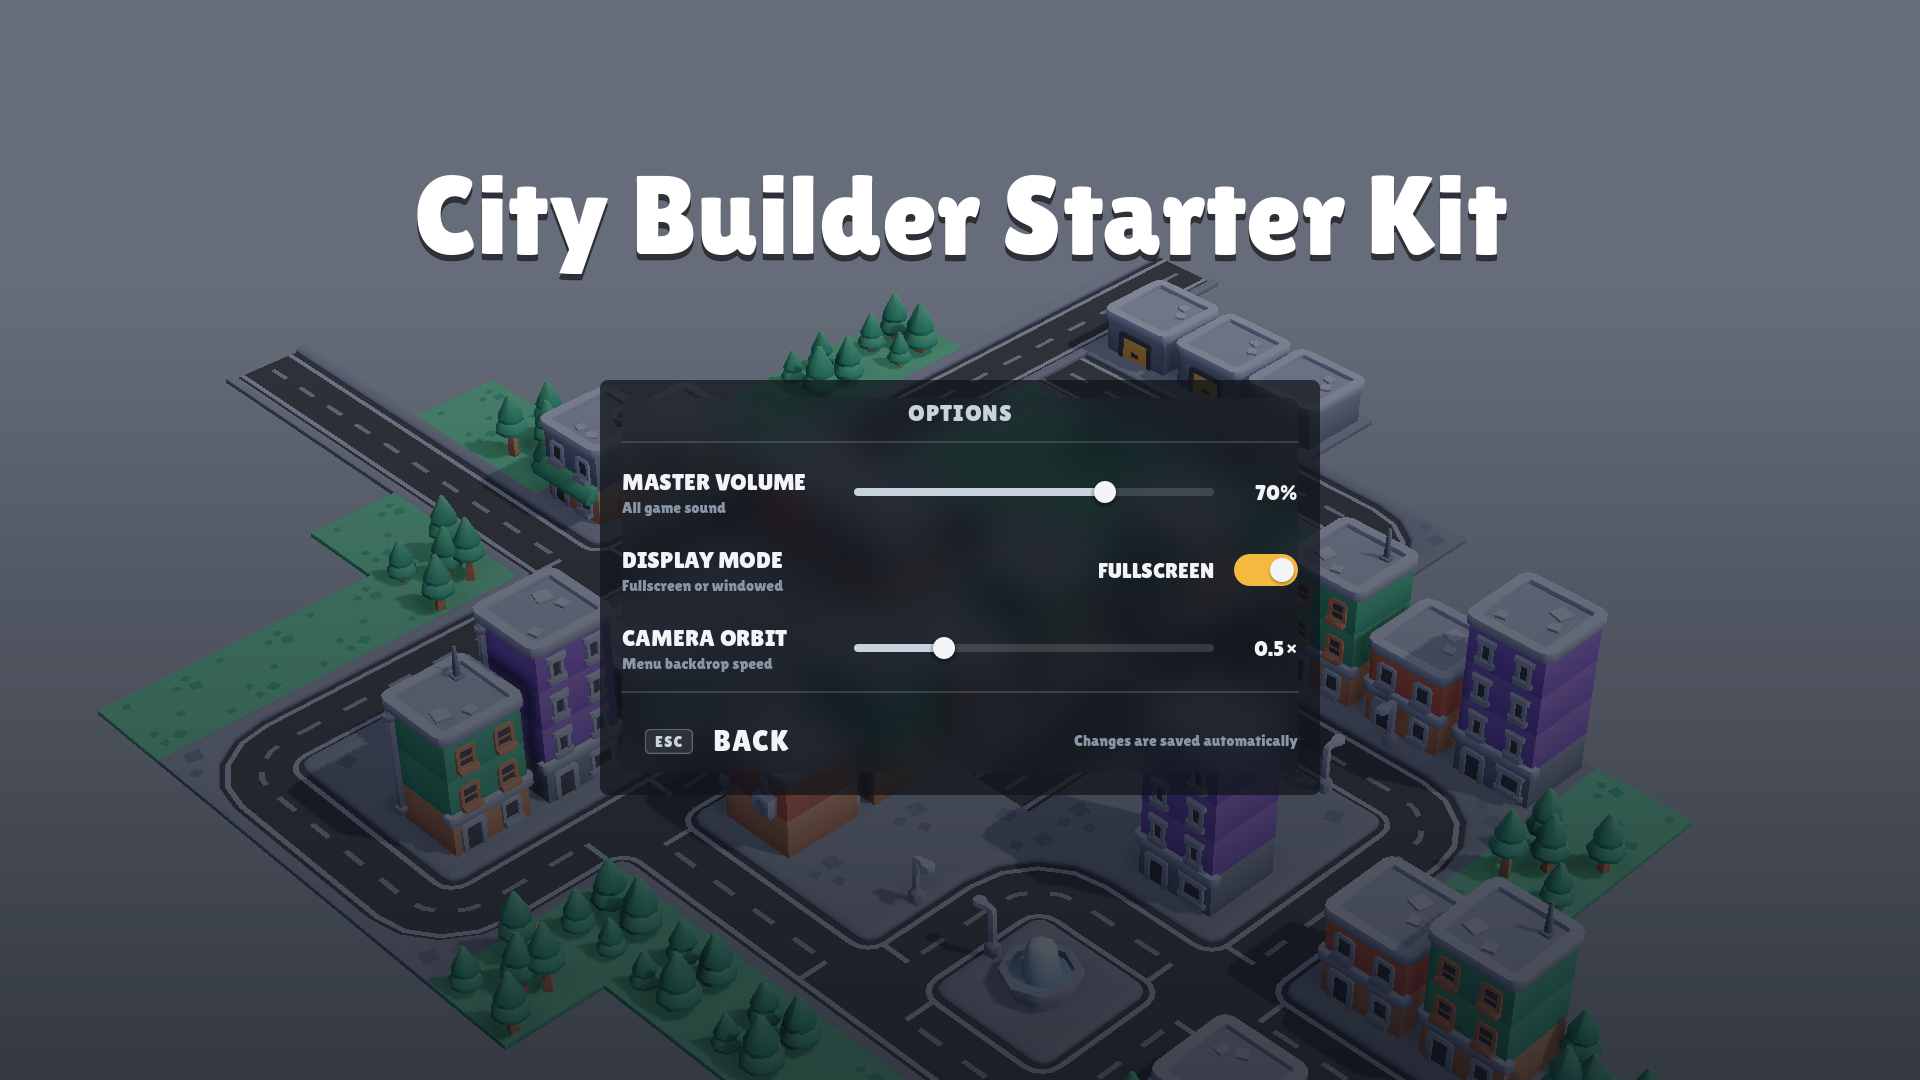 City Builder Starter Kit
OPTIONS
MASTER VOLUME
All game sound
70%
DISPLAY MODE
Fullscreen or windowed
FULLSCREEN
CAMERA ORBIT
Menu backdrop speed
0.5×
ESC BACK
Changes are saved automatically